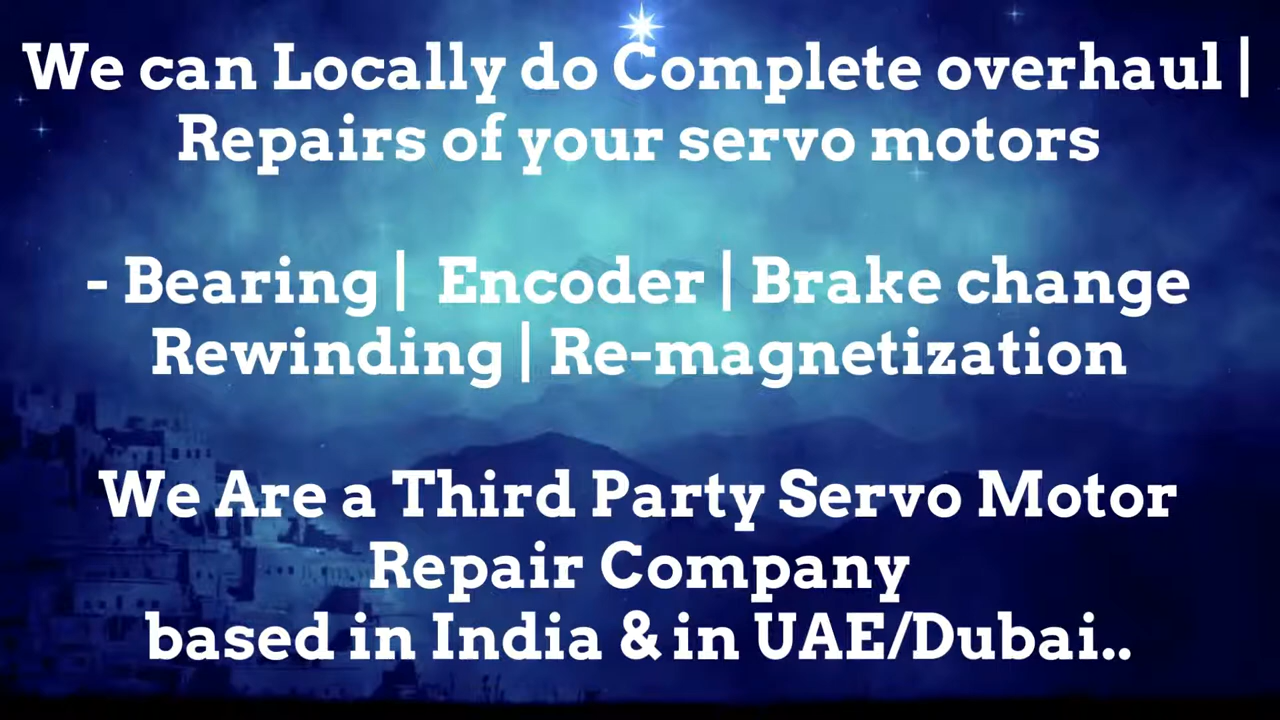 We can Locally do Complete overhaul |
Repairs of your servo motors
- Bearing | Encoder | Brake change
Rewinding | Re-magnetization
We Are a Third Party Servo Motor
Repair Company
based in India & in UAE/Dubai..